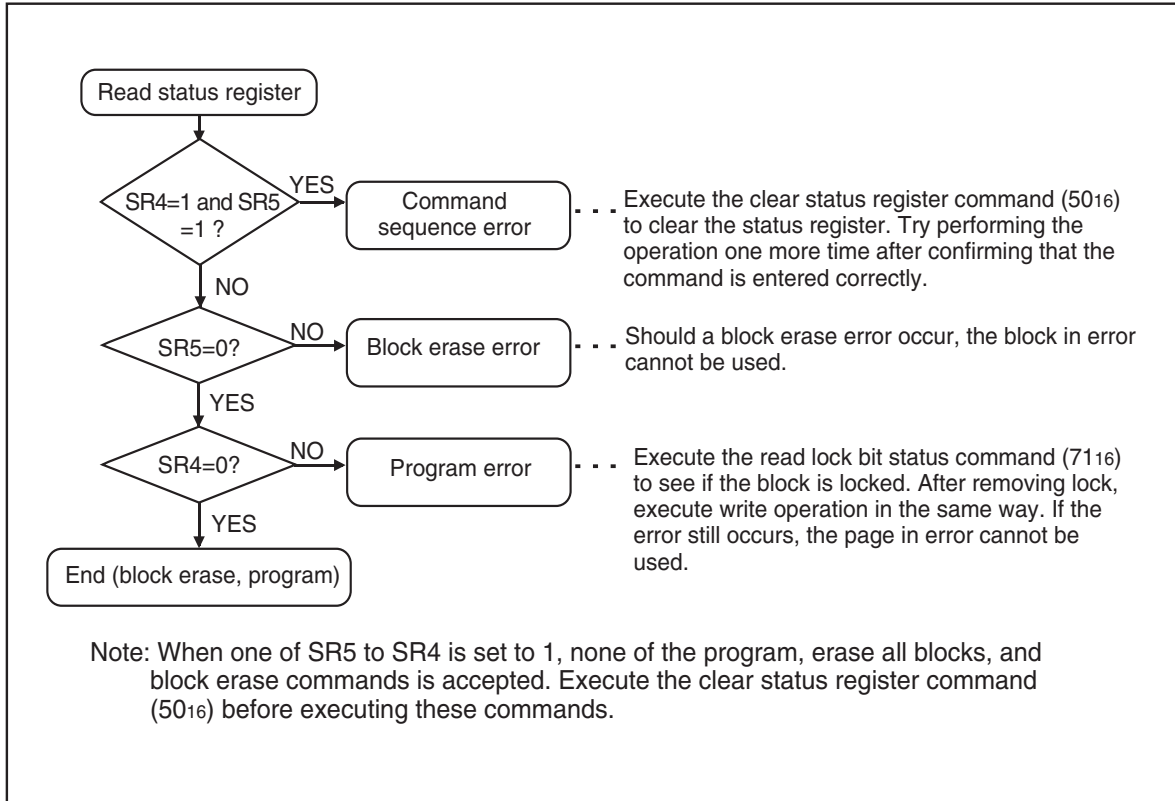 Read status register
SR4=1 and SR5
=1 ?
YES
Command
sequence error
Execute the clear status register command (5016)
to clear the status register. Try performing the
operation one more time after confirming that the
command is entered correctly.
NO
SR5=0?
NO
Block erase error
Should a block erase error occur, the block in error
cannot be used.
YES
SR4=0?
NO
Program error
Execute the read lock bit status command (7116)
to see if the block is locked. After removing lock,
execute write operation in the same way. If the
error still occurs, the page in error cannot be
used.
YES
End (block erase, program)
Note: When one of SR5 to SR4 is set to 1, none of the program, erase all blocks, and
block erase commands is accepted. Execute the clear status register command
(5016) before executing these commands.